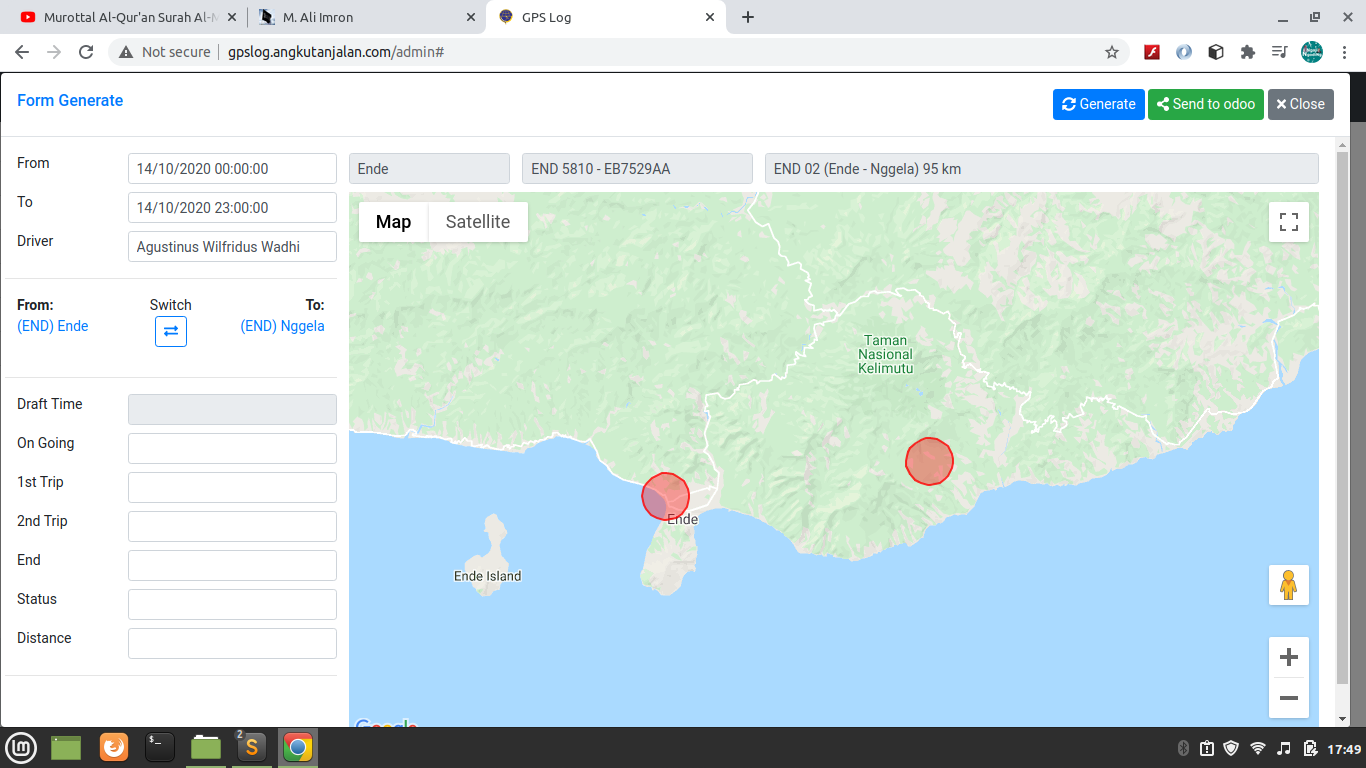 Murottal Al-Qur'an Surah Al-M
M. Ali Imron
GPS Log
Not secure
gpslog.angkutanjalan.com/admin#
Form Generate
Generate
Send to odoo
Close
From
14/10/2020 00:00:00
Ende
END 5810 - EB7529AA
END 02 (Ende - Nggela) 95 km
To
14/10/2020 23:00:00
Driver
Agustinus Wilfridus Wadhi
Map
Satellite
From:
Switch
To:
(END) Ende
(END) Nggela
Draft Time
On Going
1st Trip
2nd Trip
End
Status
Distance
Taman
Nasional
Kelimutu
Ende
Ende Island
Google
2
17:49